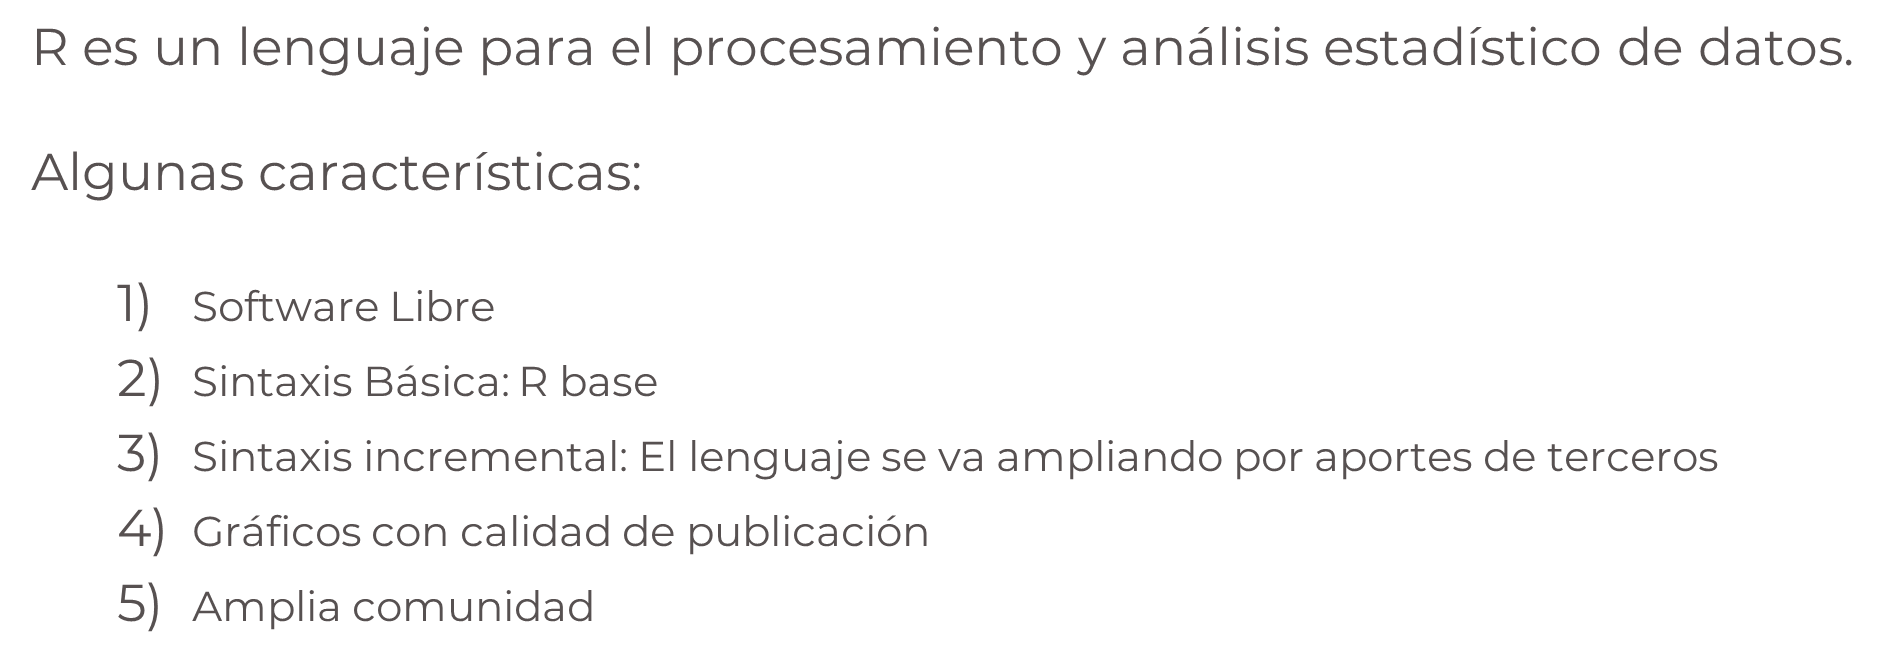 R es un lenguaje para el procesamiento y análisis estadístico de datos.
Algunas características:
1) Software Libre
2) Sintaxis Básica: R base
3) Sintaxis incremental: El lenguaje se va ampliando por aportes de terceros
4) Gráficos con calidad de publicación
5) Amplia comunidad